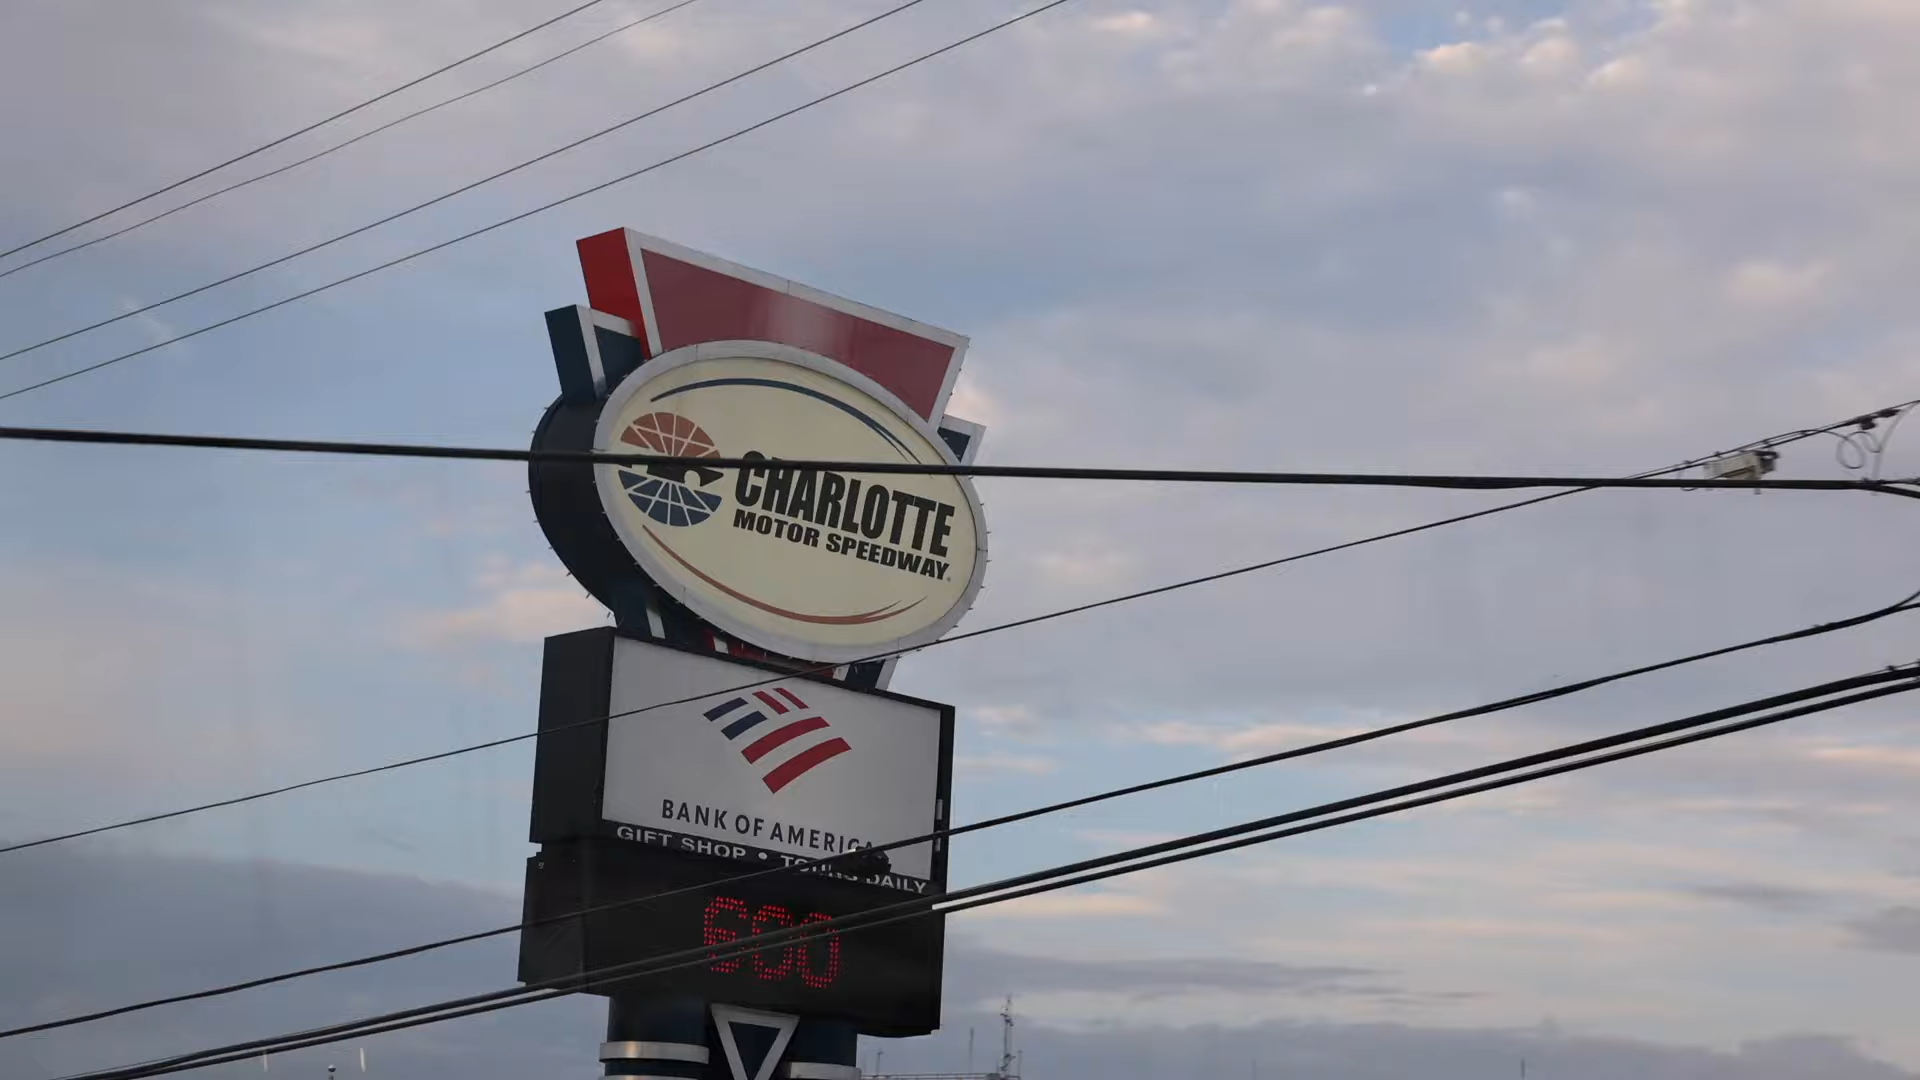 CHARLOTTE
MOTOR SPEEDWAY
BANK OF AMERICA
GIFT SHOP • TOURS DAILY
600